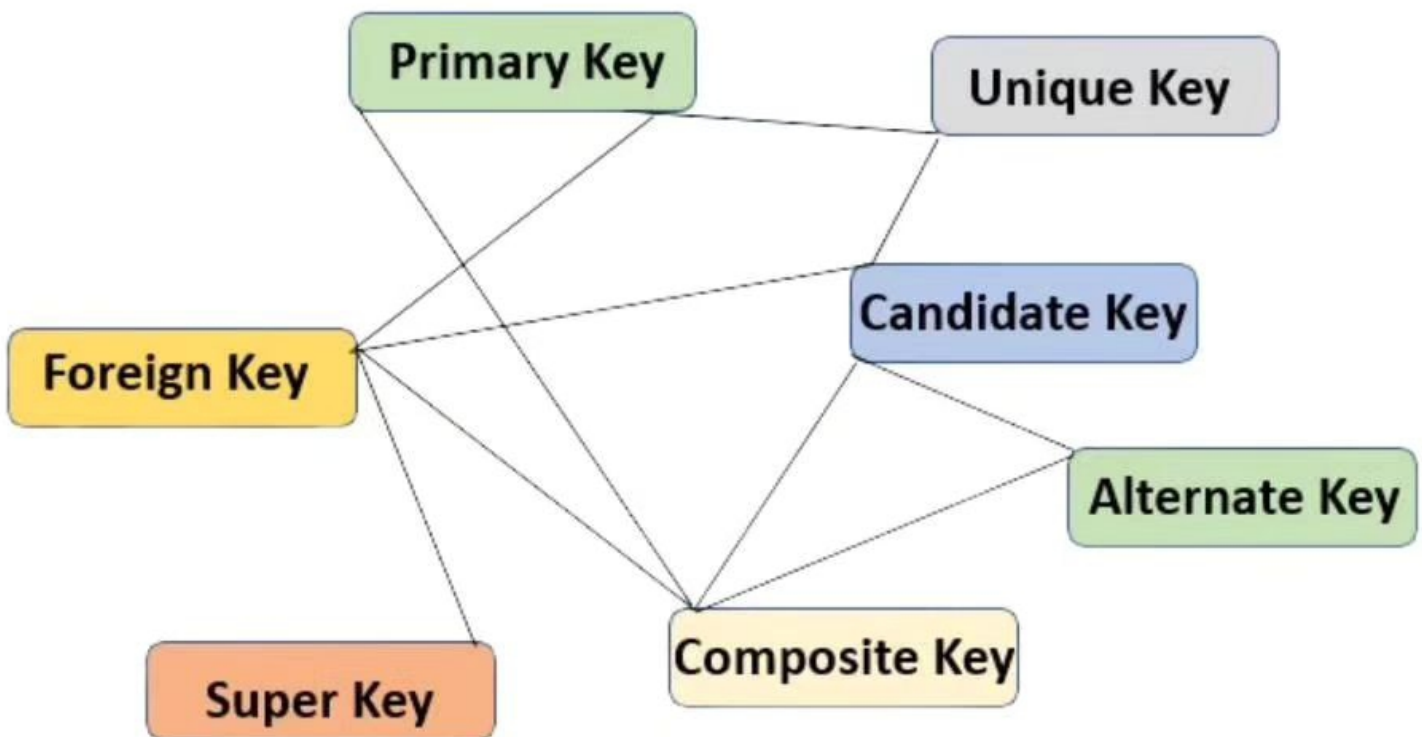 Primary Key
Unique Key
Candidate Key
Foreign Key
Alternate Key
Composite Key
Super Key